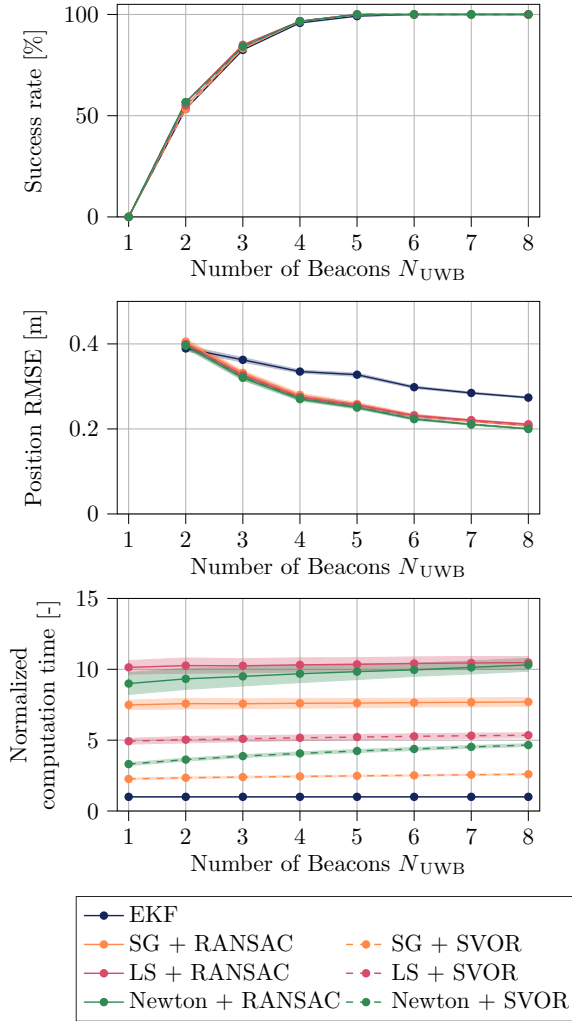 100
50
0
Success rate [%]
1 2 3 4 5 6 7 8
Number of Beacons N_UWB
0.4
0.2
0
Position RMSE [m]
1 2 3 4 5 6 7 8
Number of Beacons N_UWB
15
10
5
0
Normalized
computation time [-]
1 2 3 4 5 6 7 8
Number of Beacons N_UWB
EKF
SG + RANSAC SG + SVOR
LS + RANSAC LS + SVOR
Newton + RANSAC Newton + SVOR